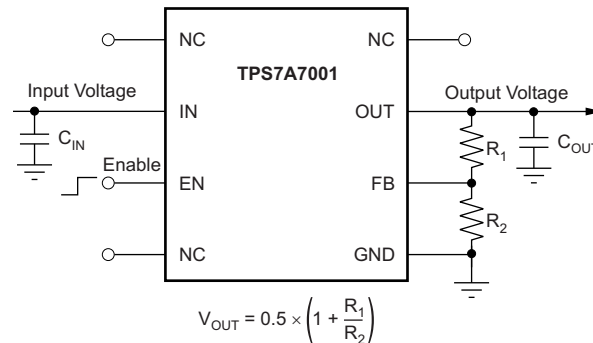 NC
NC
TPS7A7001
Input Voltage
Output Voltage
IN
OUT
C_IN
R_1
C_OUT
Enable
EN
FB
R_2
NC
GND
V_OUT = 0.5 × (1 + R_1/R_2)